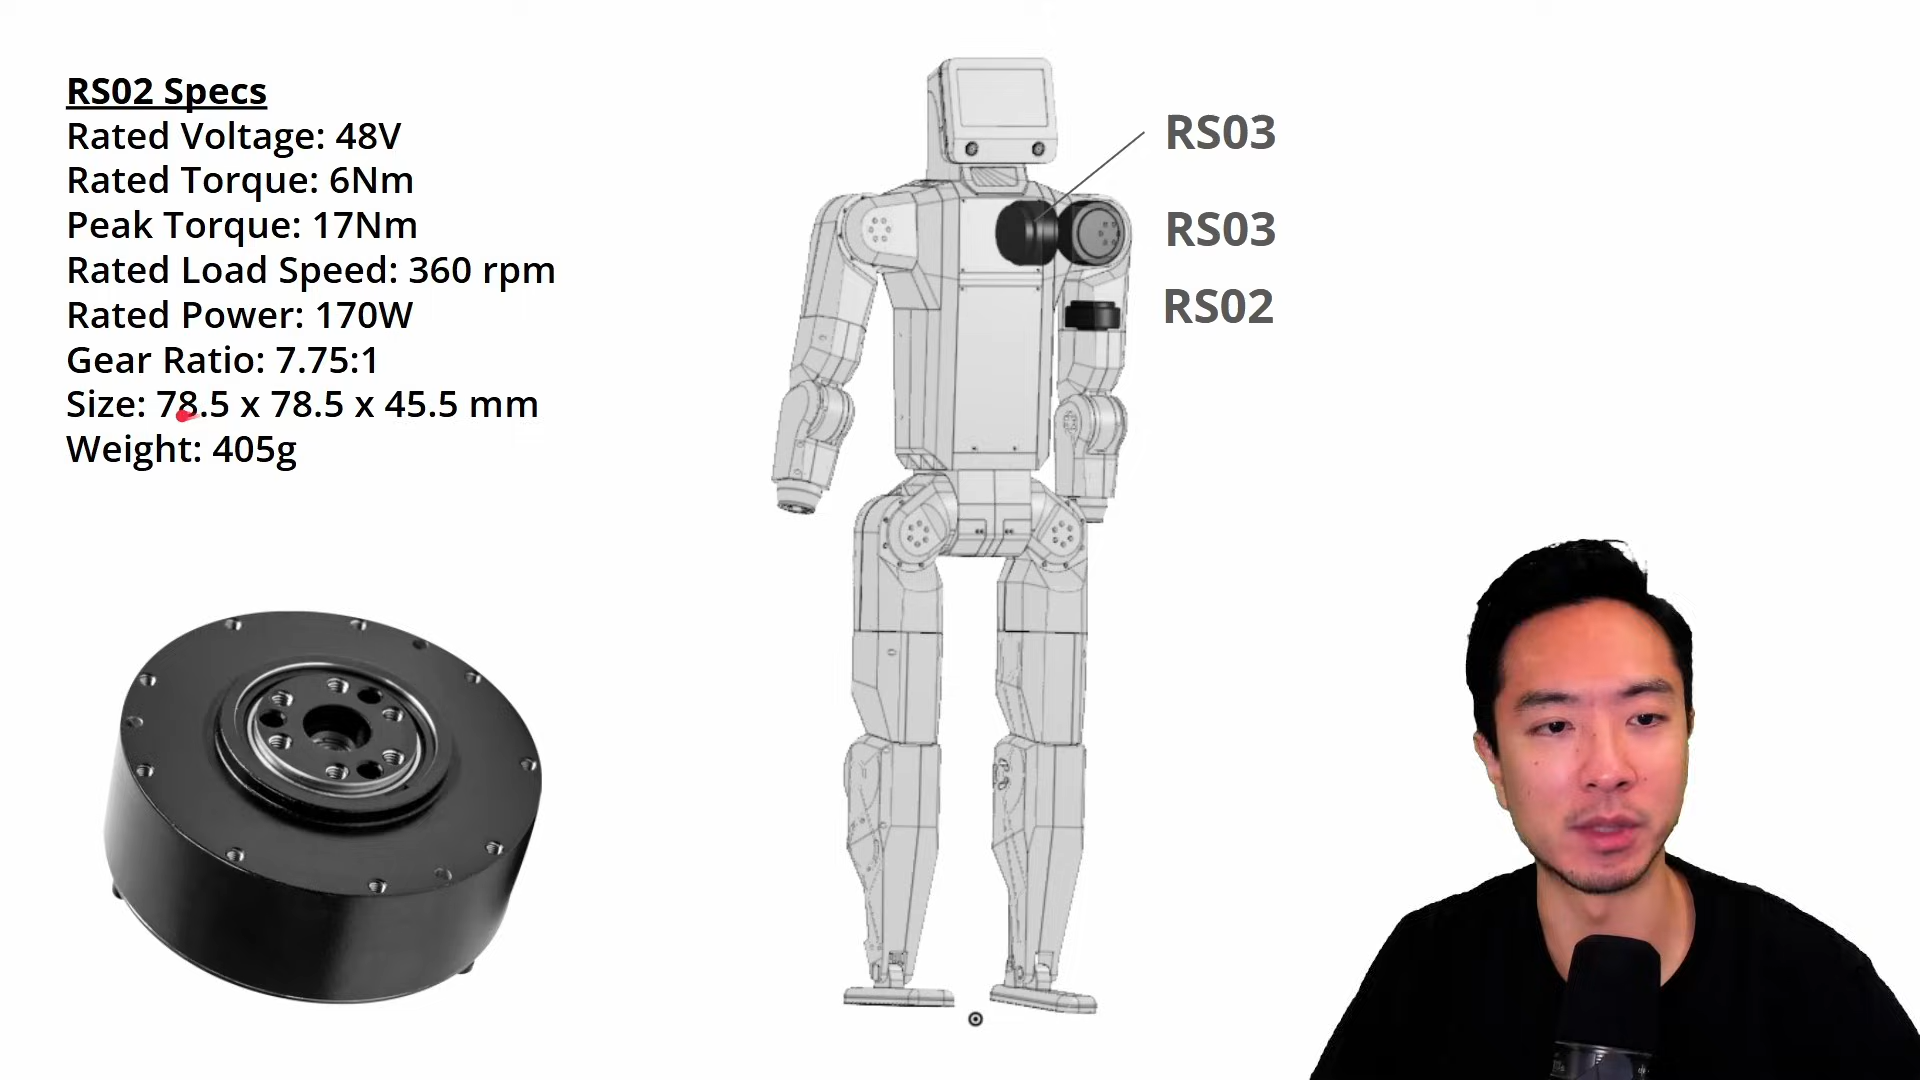 RS02 Specs
Rated Voltage: 48V
Rated Torque: 6Nm
Peak Torque: 17Nm
Rated Load Speed: 360 rpm
Rated Power: 170W
Gear Ratio: 7.75:1
Size: 78.5 x 78.5 x 45.5 mm
Weight: 405g
RS03
RS03
RS02